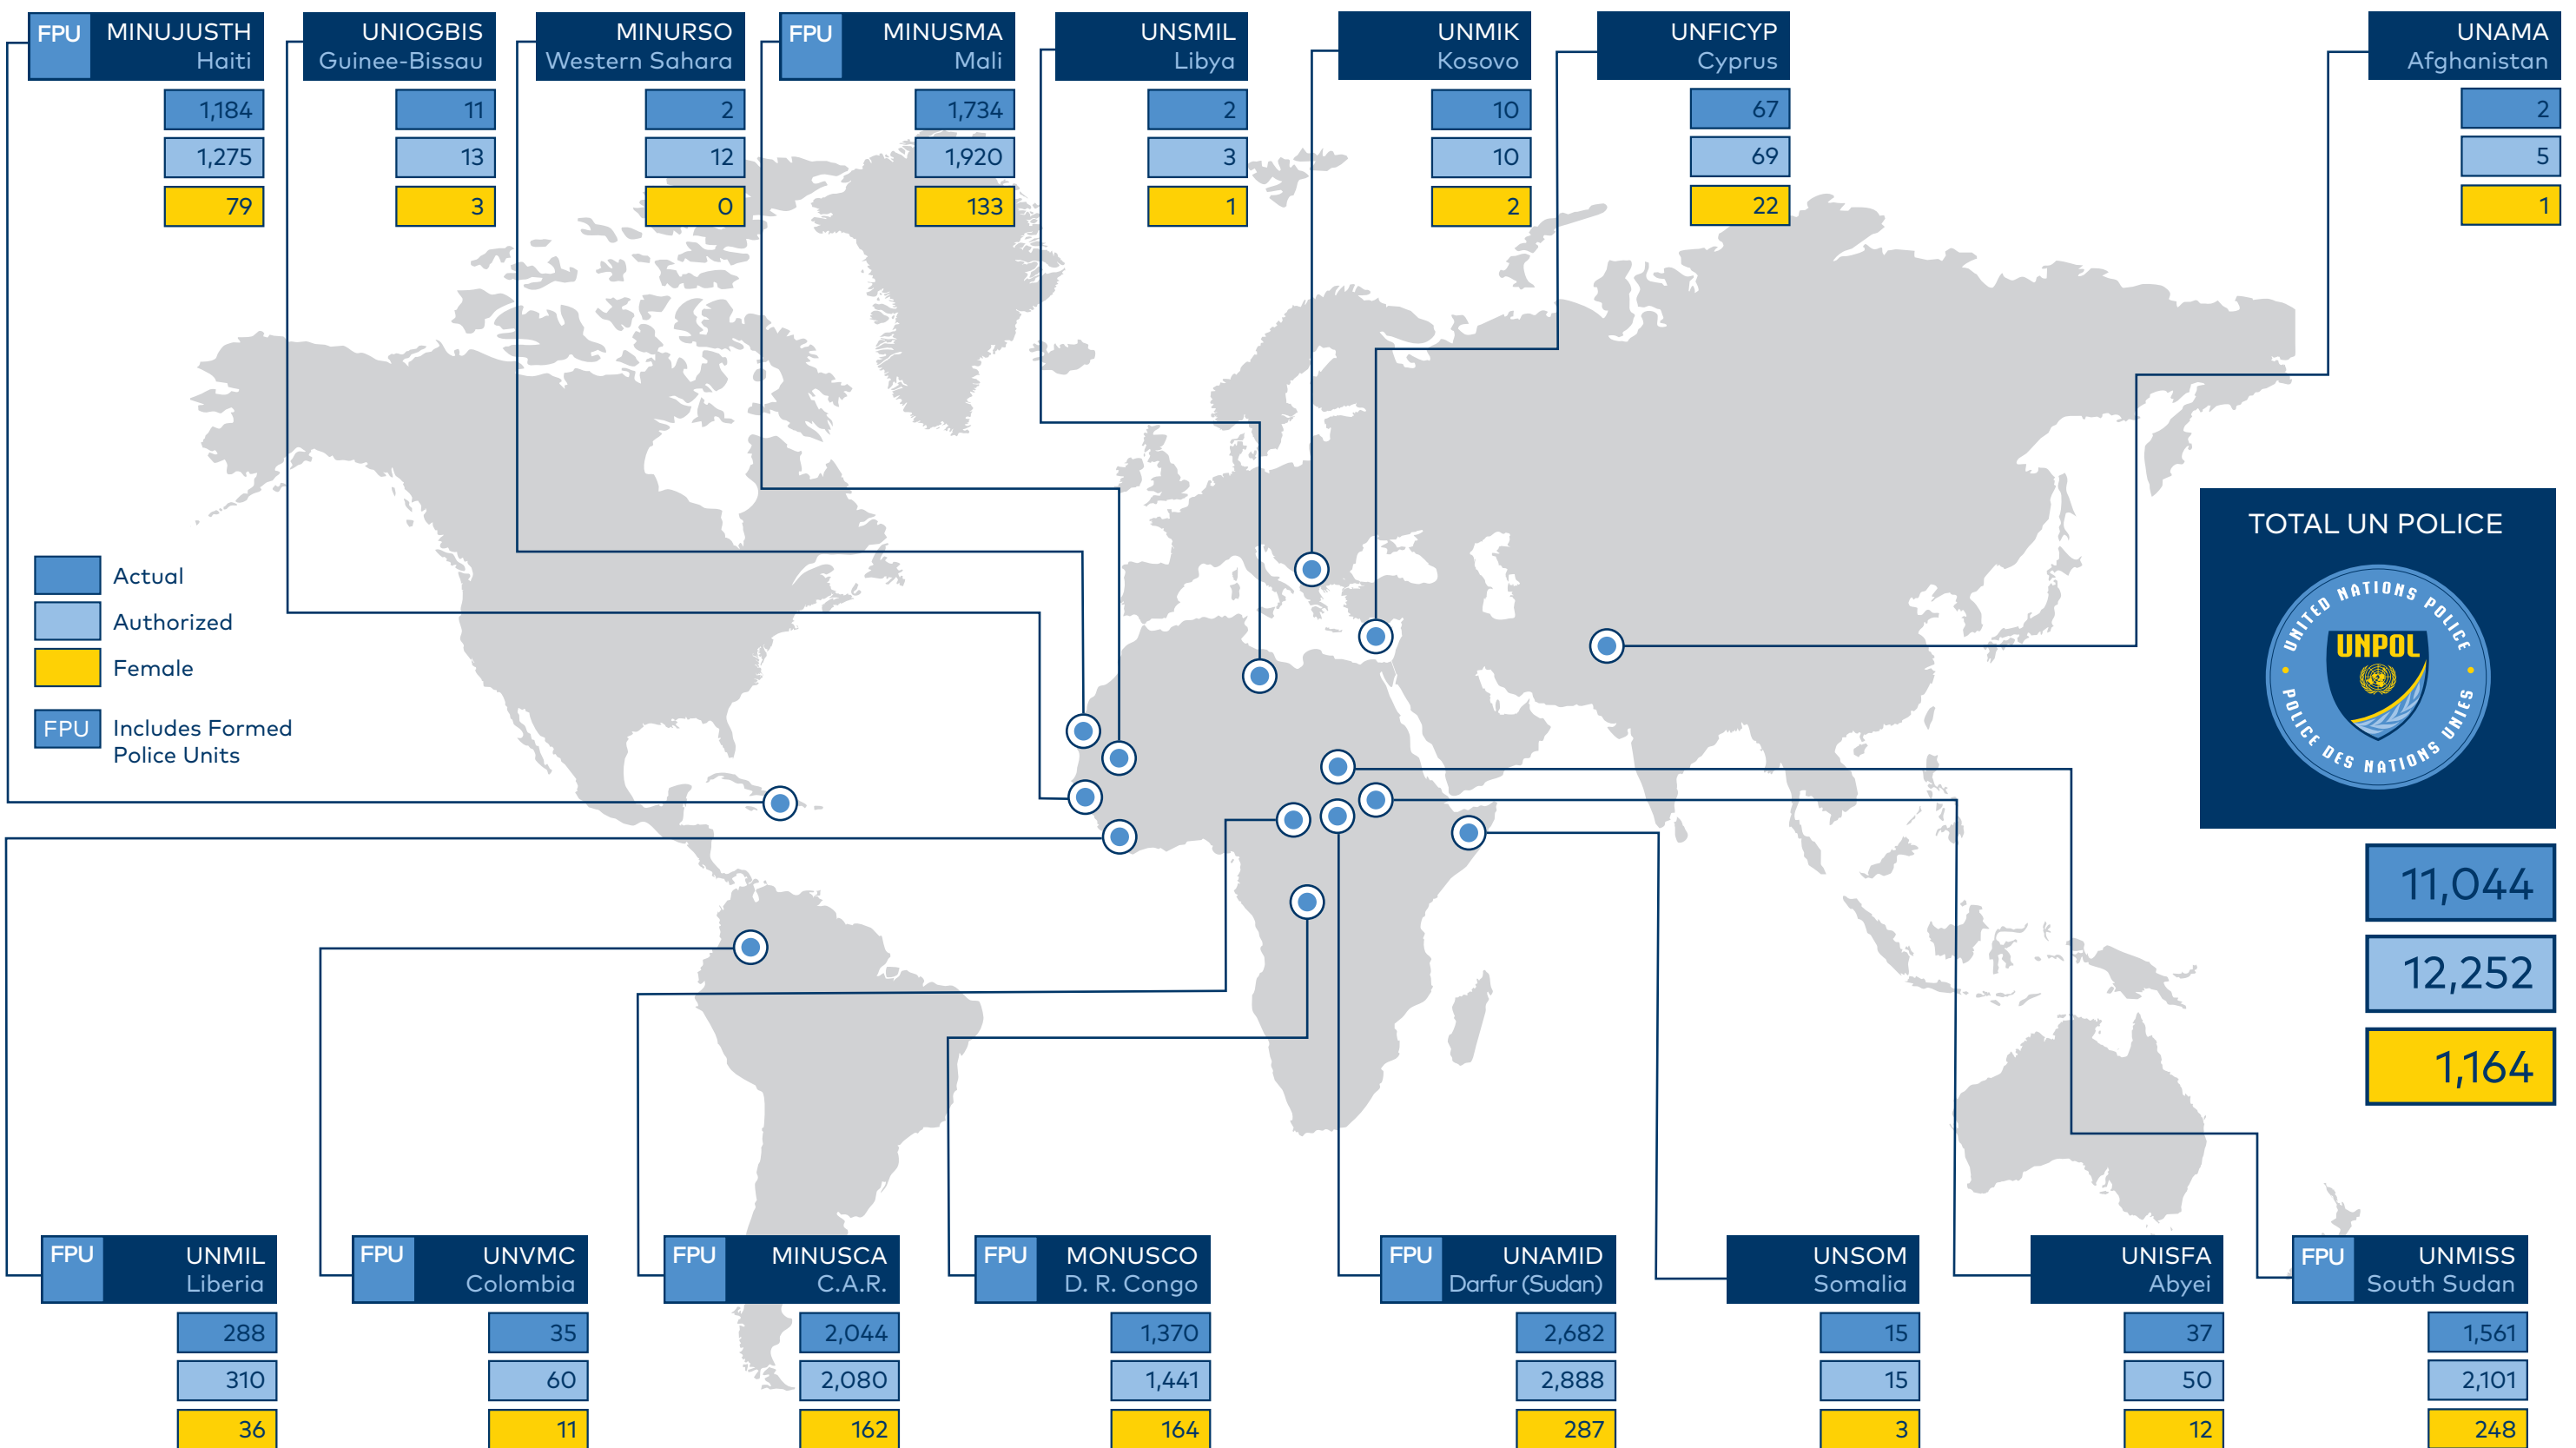 FPU
MINUJUSTH
Haiti
1,184
1,275
79
UNIOGBIS
Guinee-Bissau
11
13
3
MINURSO
Western Sahara
2
12
0
FPU
MINUSMA
Mali
1,734
1,920
133
UNSMIL
Libya
2
3
1
UNMIK
Kosovo
10
10
2
UNFICYP
Cyprus
67
69
22
UNAMA
Afghanistan
2
5
1
Actual
Authorized
Female
FPU
Includes Formed
Police Units
TOTAL UN POLICE
UNITED NATIONS POLICE
UNPOL
POLICE DES NATIONS UNIES
11,044
12,252
1,164
FPU
UNMIL
Liberia
288
310
36
FPU
UNVMC
Colombia
35
60
11
FPU
MINUSCA
C.A.R.
2,044
2,080
162
FPU
MONUSCO
D. R. Congo
1,370
1,441
164
FPU
UNAMID
Darfur (Sudan)
2,682
2,888
287
UNSOM
Somalia
15
15
3
UNISFA
Abyei
37
50
12
FPU
UNMISS
South Sudan
1,561
2,101
248